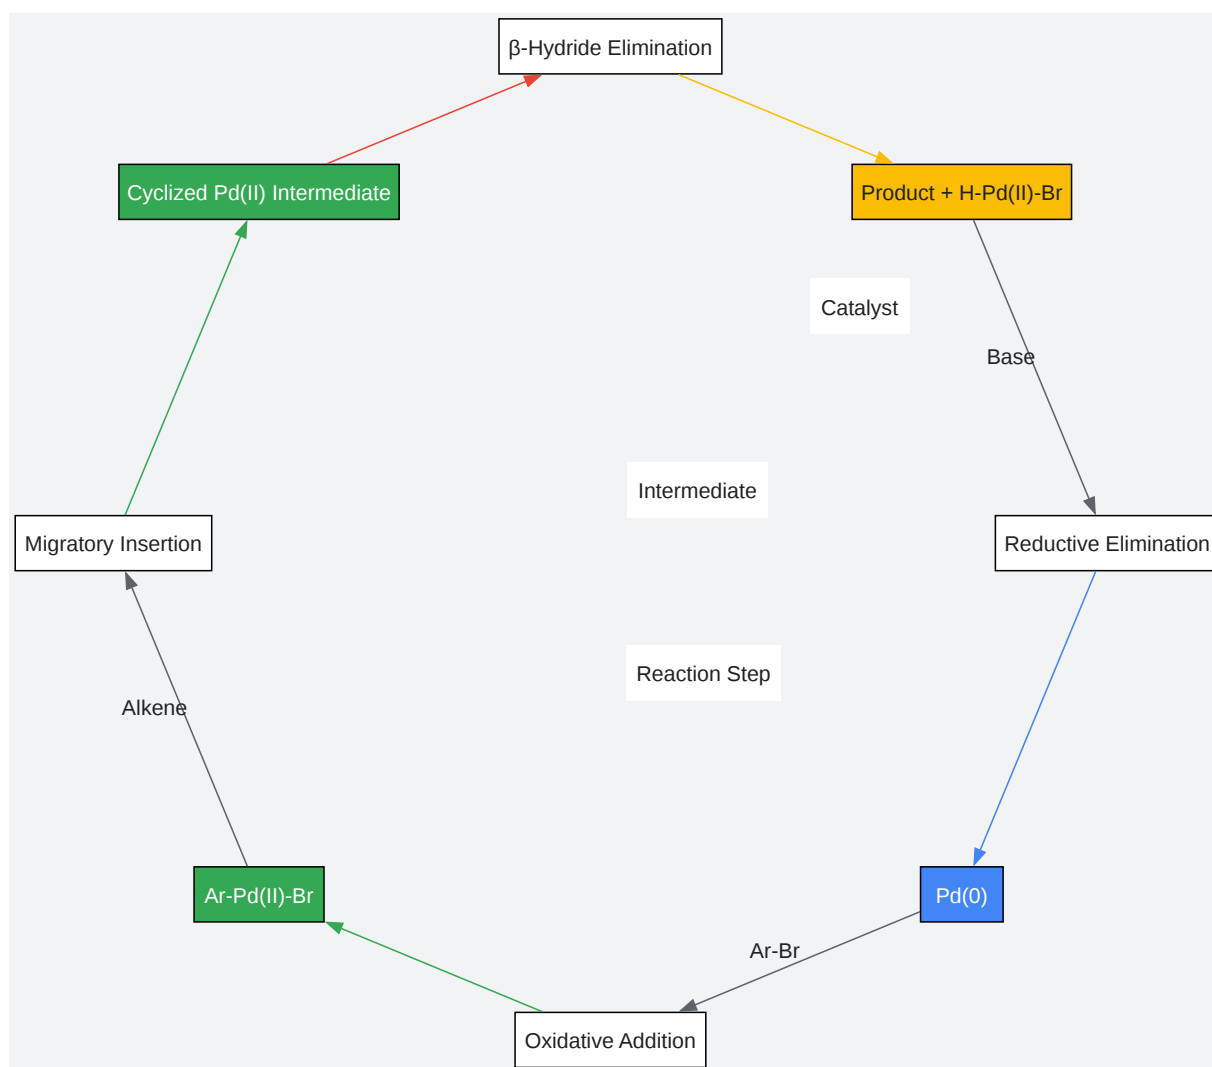 β-Hydride Elimination
Cyclized Pd(II) Intermediate
Product + H-Pd(II)-Br
Catalyst
Base
Intermediate
Migratory Insertion
Reductive Elimination
Reaction Step
Alkene
Ar-Pd(II)-Br
Pd(0)
Ar-Br
Oxidative Addition